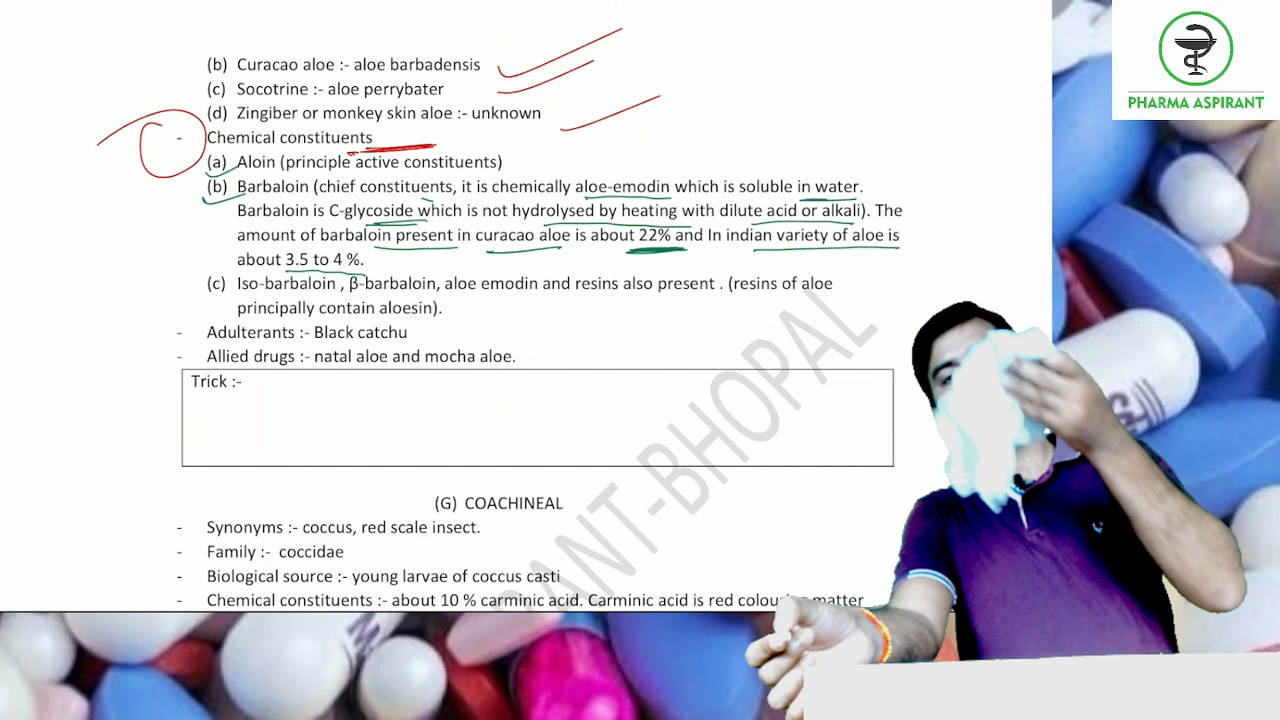 (b) Curacao aloe :- aloe barbadensis
(c) Socotrine :- aloe perrybater
(d) Zingiber or monkey skin aloe :- unknown
- Chemical constituents
(a) Aloin (principle active constituents)
(b) Barbaloin (chief constituents, it is chemically aloe-emodin which is soluble in water.
Barbaloin is C-glycoside which is not hydrolysed by heating with dilute acid or alkali). The
amount of barbaloin present in curacao aloe is about 22% and In indian variety of aloe is
about 3.5 to 4 %.
(c) Iso-barbaloin , β-barbaloin, aloe emodin and resins also present . (resins of aloe
principally contain aloesin).
- Adulterants :- Black catchu
- Allied drugs :- natal aloe and mocha aloe.
Trick :-
(G) COACHINEAL
- Synonyms :- coccus, red scale insect.
- Family :- coccidae
- Biological source :- young larvae of coccus casti
- Chemical constituents :- about 10 % carminic acid. Carminic acid is red colouring matter
PHARMA ASPIRANT
ANT-BHOPAL